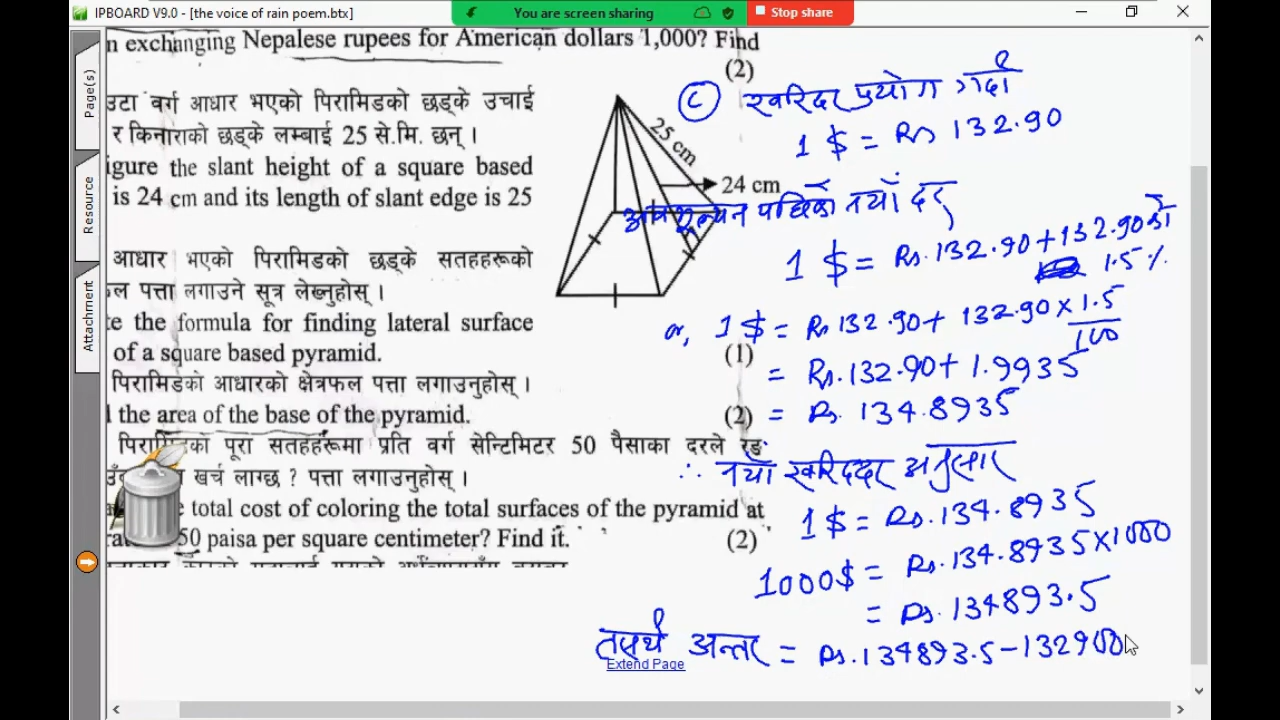 IPBOARD V9.0 - [the voice of rain poem.btx]
You are screen sharing
Stop share
Page(s)
Resource
Attachment
n exchanging Nepalese rupees for American dollars 1,000? Find
(2)
उटा वर्ग आधार भएको पिरामिडको छड्के उचाई
र किनाराको छड्के लम्बाई 25 से.मि. छन् ।
igure the slant height of a square based
is 24 cm and its length of slant edge is 25
25 cm
24 cm
आधार भएको पिरामिडको छड्के सतहहरूको
फल पत्ता लगाउने सूत्र लेख्नुहोस् ।
te the formula for finding lateral surface
of a square based pyramid.
(1)
पिरामिडको आधारको क्षेत्रफल पत्ता लगाउनुहोस् ।
d the area of the base of the pyramid.
(2)
पिरामिडको पूरा सतहहरूमा प्रति वर्ग सेन्टिमिटर 50 पैसाका दरले रङ
खर्च लाग्छ ? पत्ता लगाउनुहोस् ।
total cost of coloring the total surfaces of the pyramid at
50 paisa per square centimeter? Find it.
(2)
(C) खरिददर प्रयोग गर्दा
1 $ = Rs 132.90
अवमूल्यन पछिको नयाँ दर
1 $ = Rs. 132.90 + 132.90 को
1.5 %
or, 1 $ = Rs 132.90 + 132.90 × 1.5
100
= Rs. 132.90 + 1.9935
= Rs. 134.8935
∴ नयाँ खरिददर अनुसार
1 $ = Rs. 134.8935
1000 $ = Rs. 134.8935 × 1000
= Rs. 134893.5
तसर्थ अन्तर = Rs. 134893.5 - 132900
Extend Page